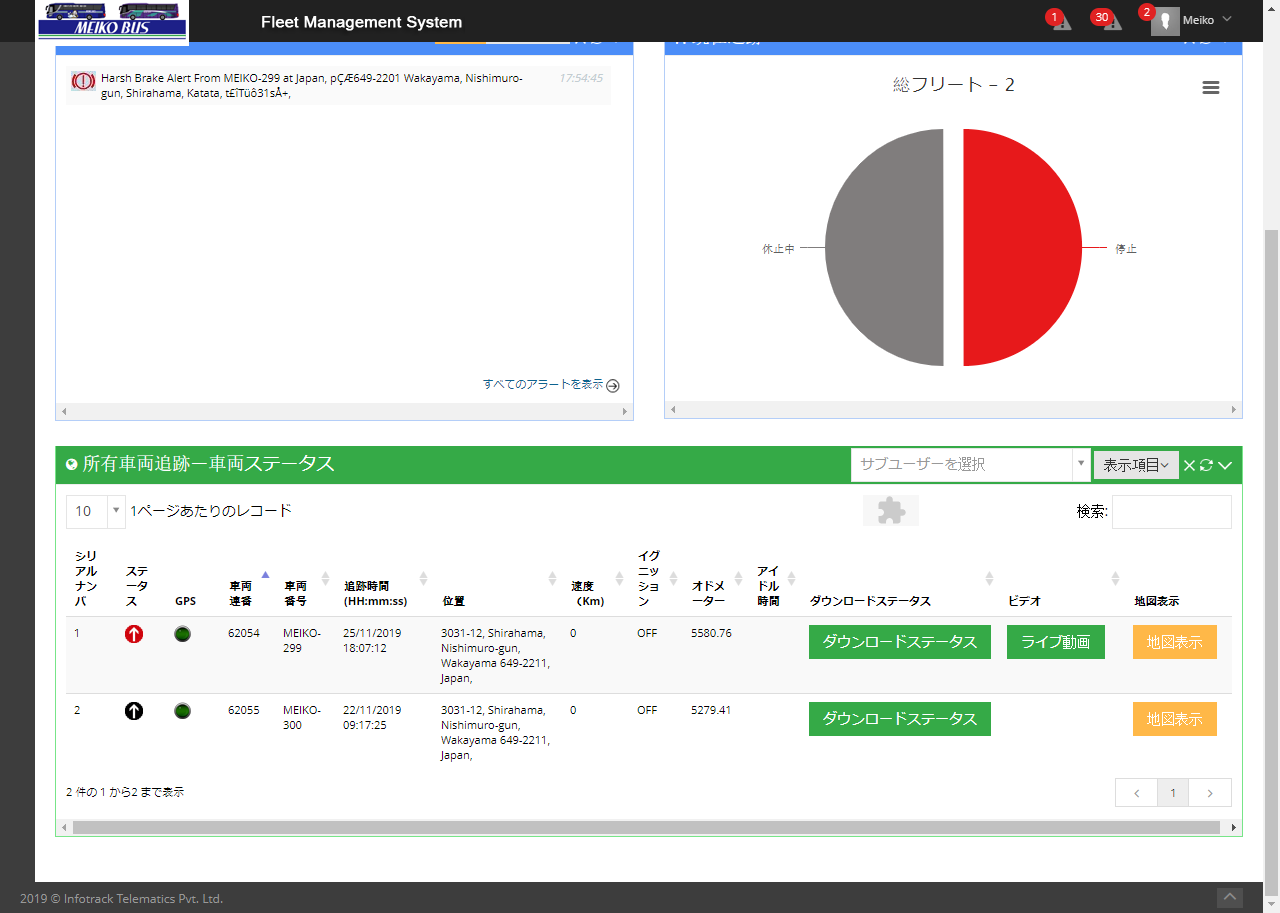 MEIKO BUS
Fleet Management System
1
30
2
Meiko
Harsh Brake Alert From MEIKO-299 at Japan, pÇÆ649-2201 Wakayama, Nishimuro-
gun, Shirahama, Katata, t£îTüô31sÅ+,
17:54:45
すべてのアラートを表示
総フリート – 2
休止中
停止
所有車両追跡ー車両ステータス
サブユーザーを選択
表示項目
10
1ページあたりのレコード
検索:
シリ
アル
ナン
バ
ステ
ータ
ス
GPS
車両
連番
車両
番号
追跡時間
(HH:mm:ss)
位置
速度
（Km）
イグ
ニッ
ショ
ン
オドメ
ーター
アイ
ドル
時間
ダウンロードステータス
ビデオ
地図表示
1
62054
MEIKO-
299
25/11/2019
18:07:12
3031-12, Shirahama,
Nishimuro-gun,
Wakayama 649-2211,
Japan,
0
OFF
5580.76
ダウンロードステータス
ライブ動画
地図表示
2
62055
MEIKO-
300
22/11/2019
09:17:25
3031-12, Shirahama,
Nishimuro-gun,
Wakayama 649-2211,
Japan,
0
OFF
5279.41
ダウンロードステータス
地図表示
2 件の 1 から2 まで表示
1
2019 © Infotrack Telematics Pvt. Ltd.